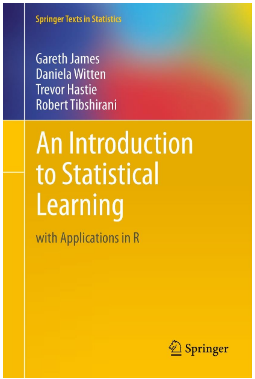 Springer Texts in Statistics
Gareth James
Daniela Witten
Trevor Hastie
Robert Tibshirani
An Introduction
to Statistical
Learning
with Applications in R
Springer